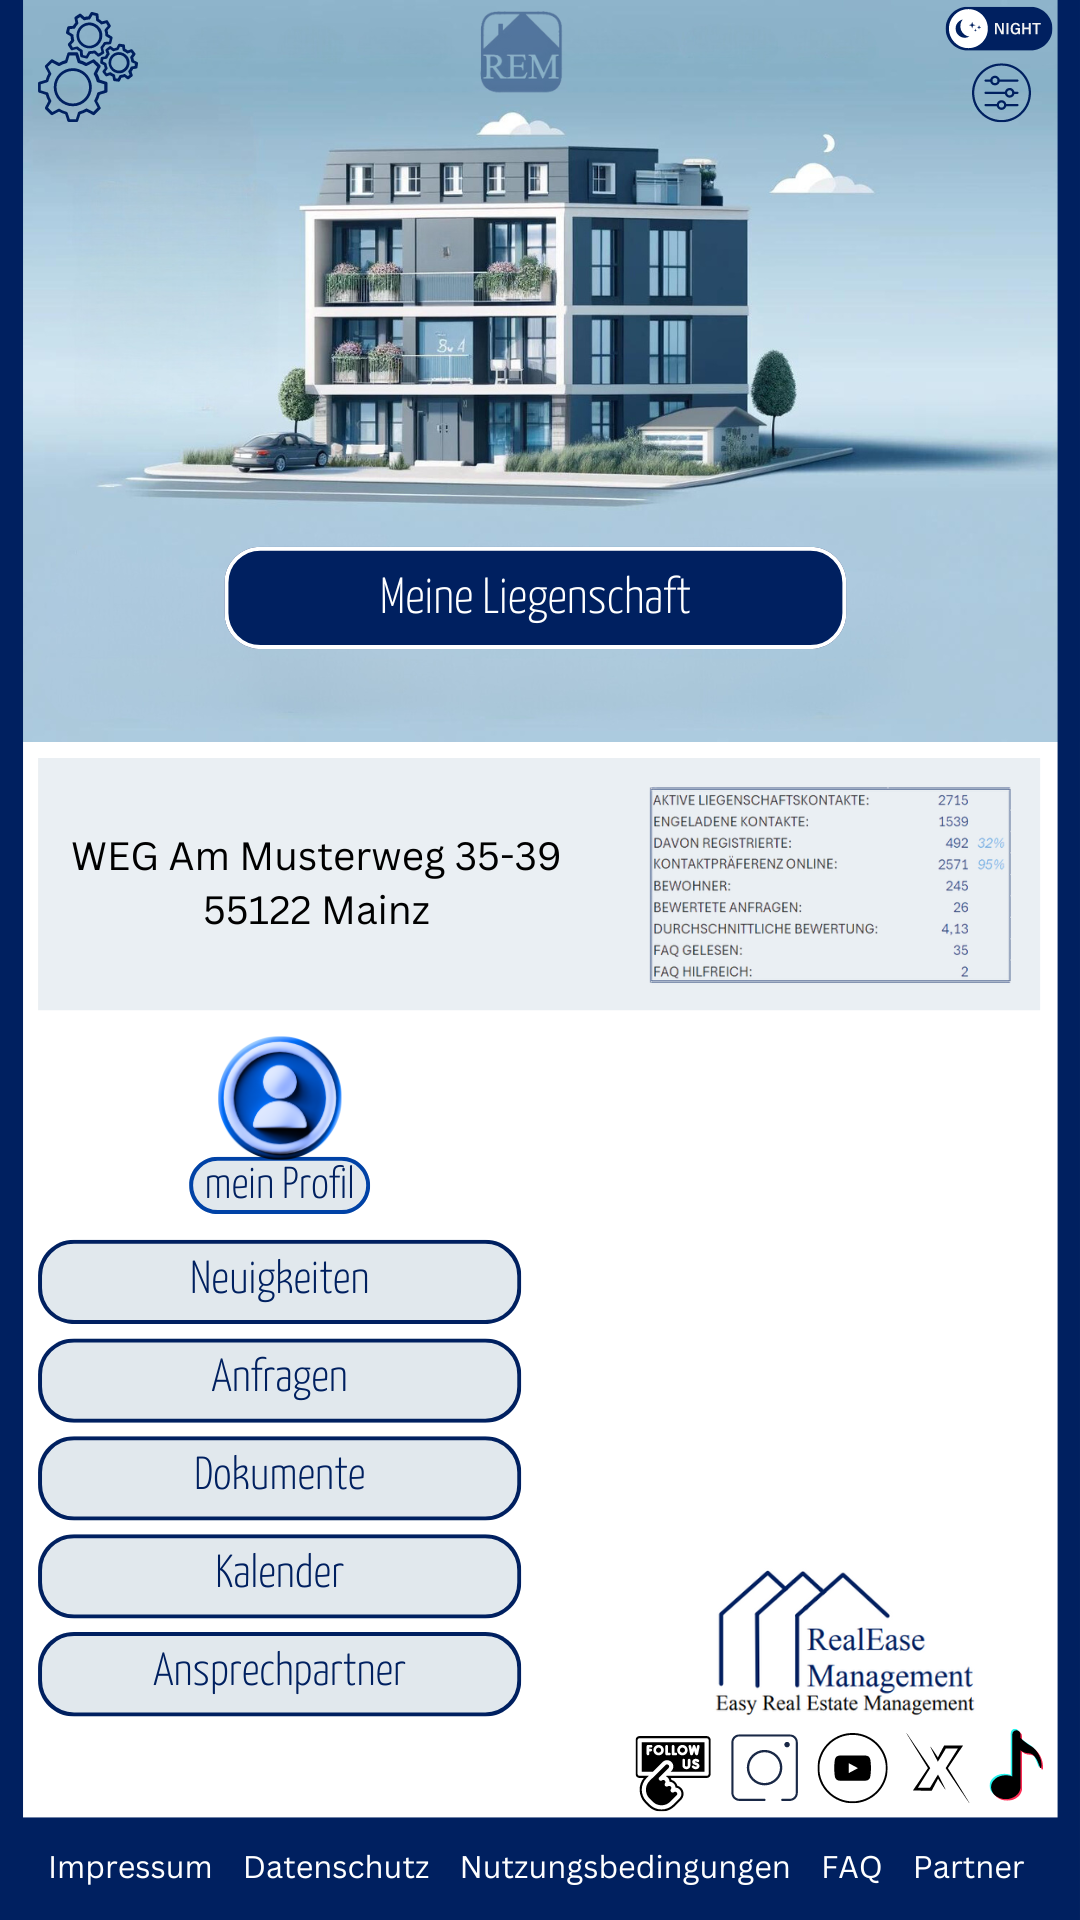 REM
NIGHT
Meine Liegenschaft
WEG Am Musterweg 35-39
55122 Mainz
AKTIVE LIEGENSCHAFTSKONTAKTE: 2715
ENGELADENE KONTAKTE: 1539
DAVON REGISTRIERTE: 492 32%
KONTAKTPRÄFERENZ ONLINE: 2571 95%
BEWOHNER: 245
BEWERTETE ANFRAGEN: 26
DURCHSCHNITTLICHE BEWERTUNG: 4,13
FAQ GELESEN: 35
FAQ HILFREICH: 2
mein Profil
Neuigkeiten
Anfragen
Dokumente
Kalender
Ansprechpartner
RealEase
Management
Easy Real Estate Management
FOLLOW
US
Impressum Datenschutz Nutzungsbedingungen FAQ Partner